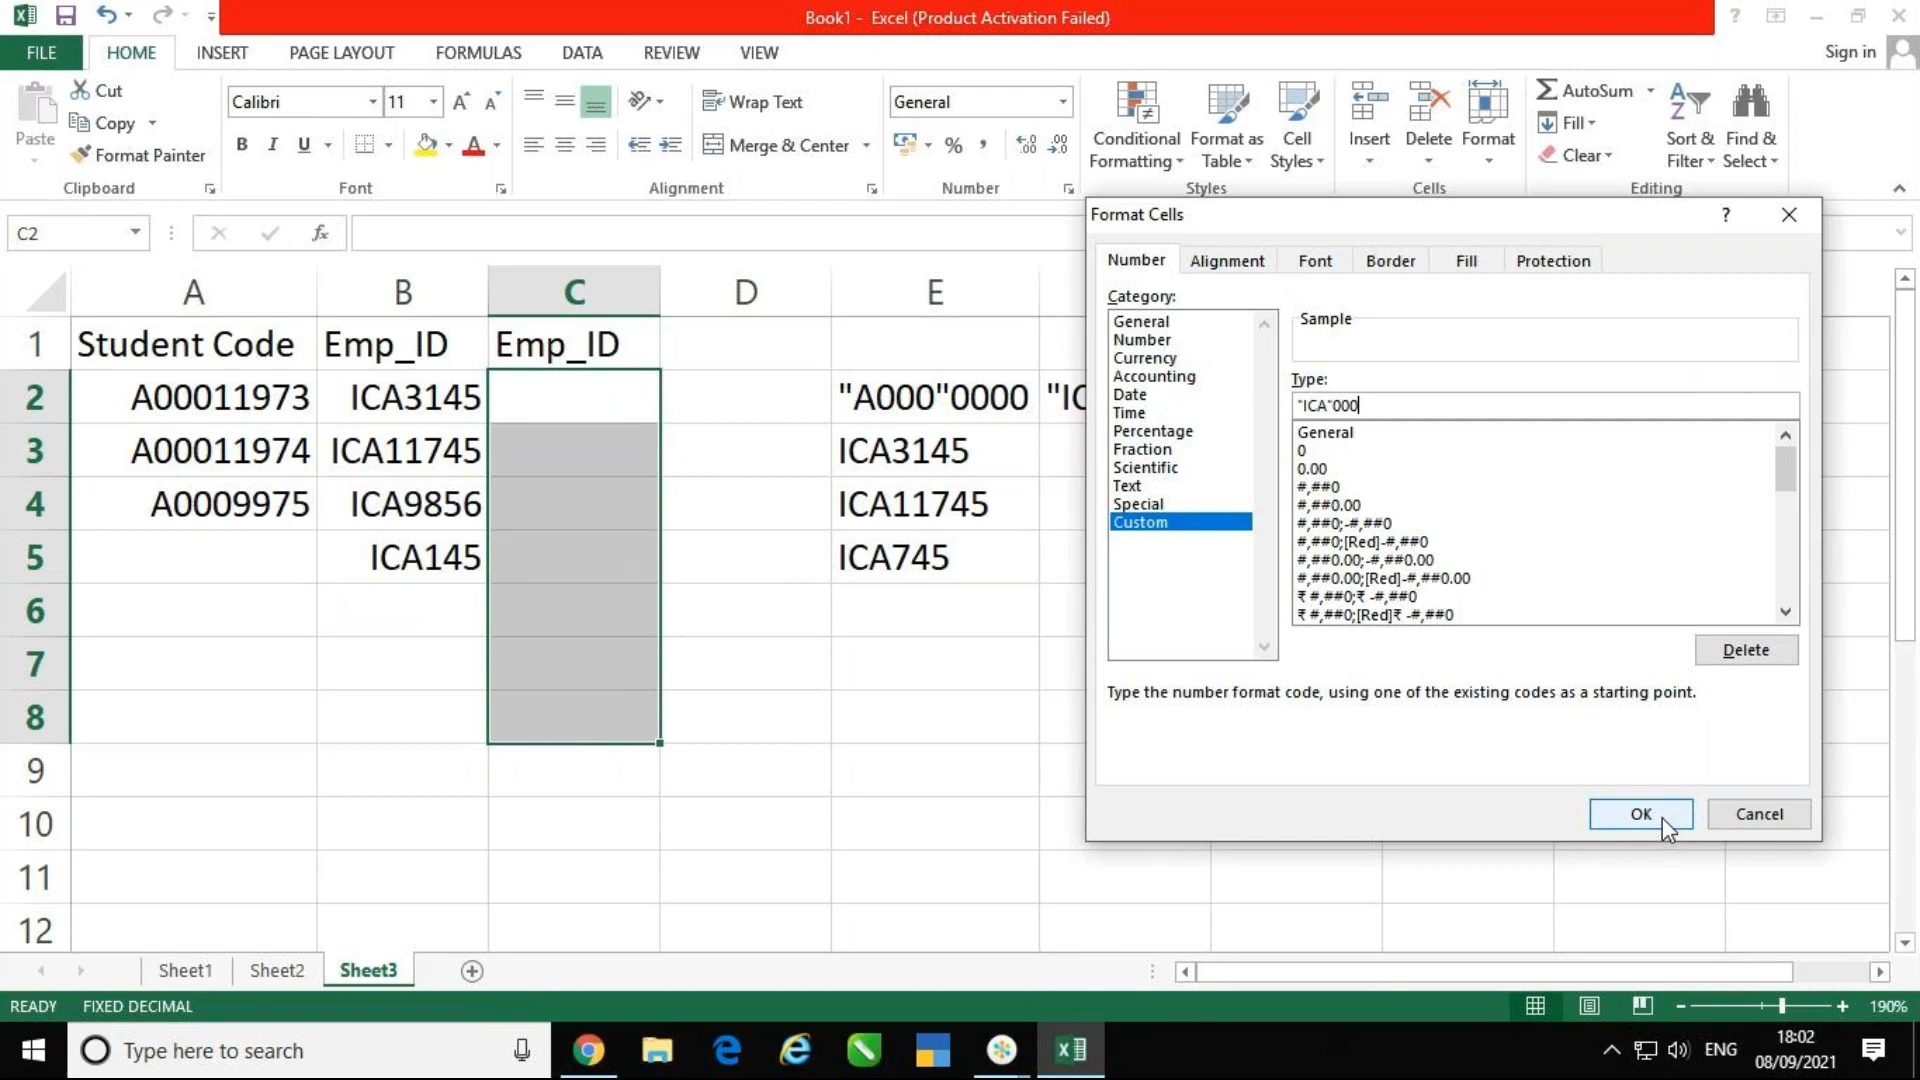 Book1 - Excel (Product Activation Failed)
FILE HOME INSERT PAGE LAYOUT FORMULAS DATA REVIEW VIEW Sign in
Paste
Cut
Copy
Format Painter
Clipboard
Calibri 11
B I U
Font
Wrap Text
Merge & Center
Alignment
General
%
Number
Conditional Formatting
Format as Table
Cell Styles
Styles
Insert Delete Format
Cells
AutoSum
Fill
Clear
Sort & Filter
Find & Select
Editing
C2
fx
A B C D E
1 Student Code Emp_ID Emp_ID
2 A00011973 ICA3145 "A000"0000 "IC
3 A00011974 ICA11745 ICA3145
4 A0009975 ICA9856 ICA11745
5 ICA145 ICA745
6
7
8
9
10
11
12
Format Cells ?
Number Alignment Font Border Fill Protection
Category:
General
Number
Currency
Accounting
Date
Time
Percentage
Fraction
Scientific
Text
Special
Custom
Sample
Type:
"ICA"000
General
0
0.00
#,##0
#,##0.00
#,##0;-#,##0
#,##0;[Red]-#,##0
#,##0.00;-#,##0.00
#,##0.00;[Red]-#,##0.00
₹ #,##0;₹ -#,##0
₹ #,##0;[Red]₹ -#,##0
Delete
Type the number format code, using one of the existing codes as a starting point.
OK Cancel
Sheet1 Sheet2 Sheet3
READY FIXED DECIMAL 190%
Type here to search
ENG
18:02
08/09/2021